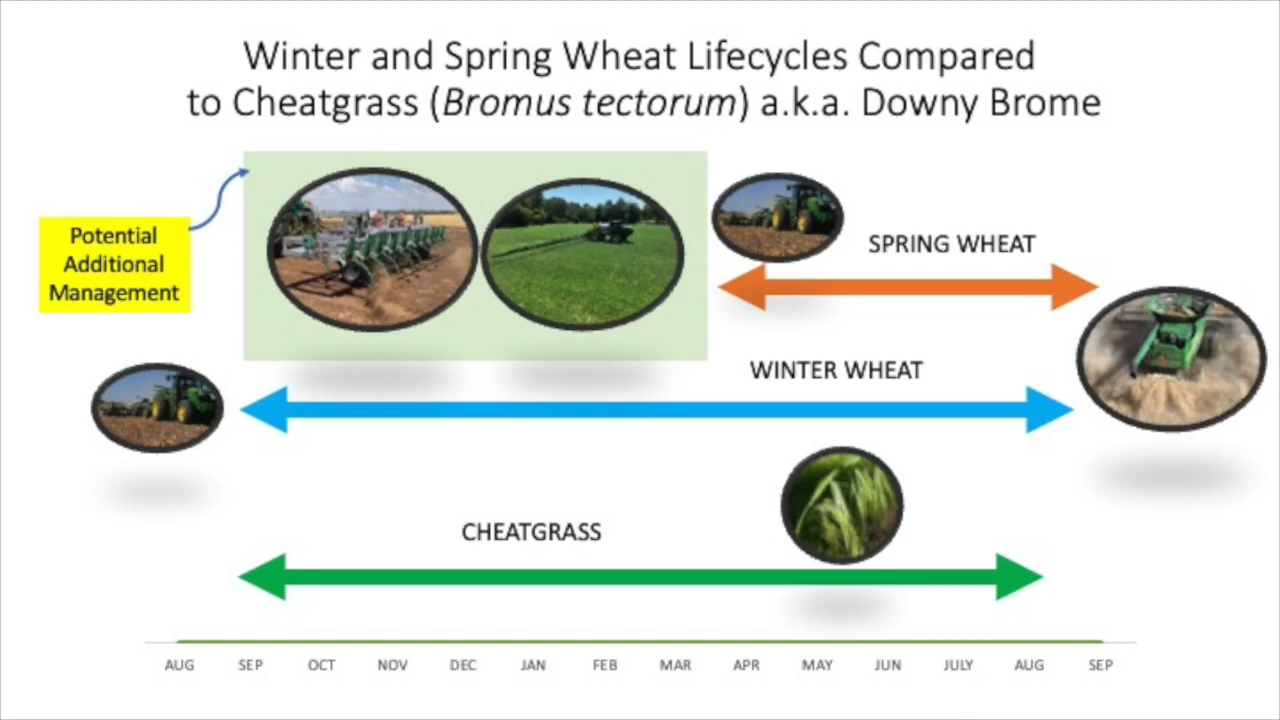 Winter and Spring Wheat Lifecycles Compared
to Cheatgrass (Bromus tectorum) a.k.a. Downy Brome
Potential
Additional
Management
SPRING WHEAT
WINTER WHEAT
CHEATGRASS
AUG SEP OCT NOV DEC JAN FEB MAR APR MAY JUN JULY AUG SEP